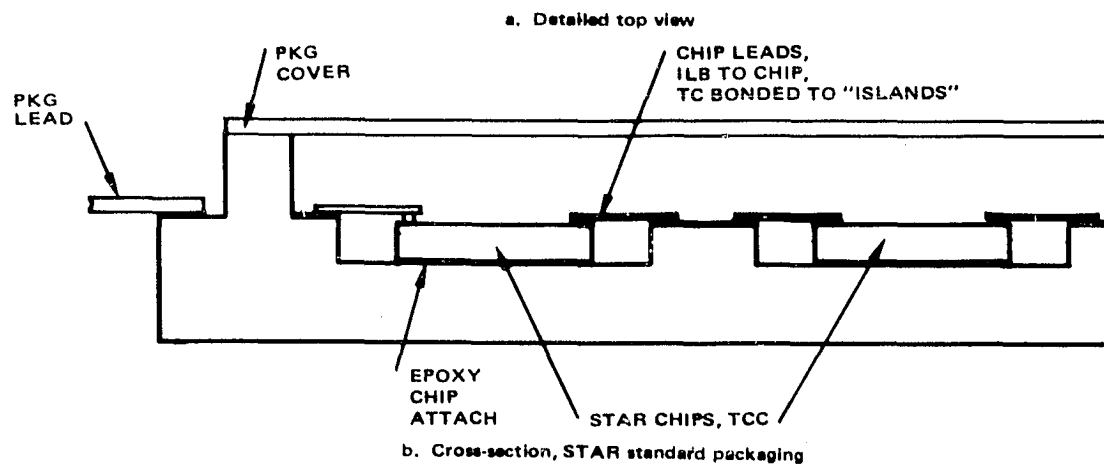 a. Detailed top view
PKG
COVER
CHIP LEADS,
ILB TO CHIP,
TC BONDED TO "ISLANDS"
PKG
LEAD
EPOXY
CHIP
ATTACH
STAR CHIPS, TCC
b. Cross-section, STAR standard packaging